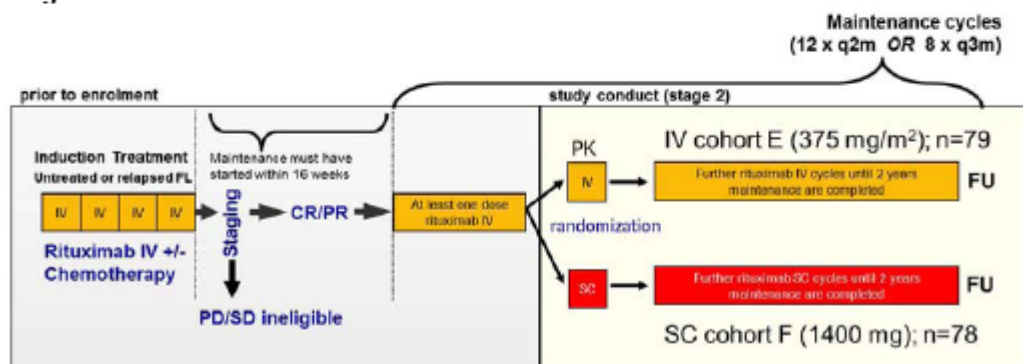 Maintenance cycles
(12 x q2m OR 8 x q3m)
prior to enrolment
study conduct (stage 2)
Induction Treatment
Untreated or relapsed FL
IV IV IV IV
Rituximab IV +/-
Chemotherapy
Maintenance must have
started within 16 weeks
Staging
CR/PR
PD/SD ineligible
At least one dose
rituximab IV
randomization
PK
IV
IV cohort E (375 mg/m²); n=79
Further rituximab IV cycles until 2 years
maintenance are completed
FU
SC
Further rituximab SC cycles until 2 years
maintenance are completed
FU
SC cohort F (1400 mg); n=78